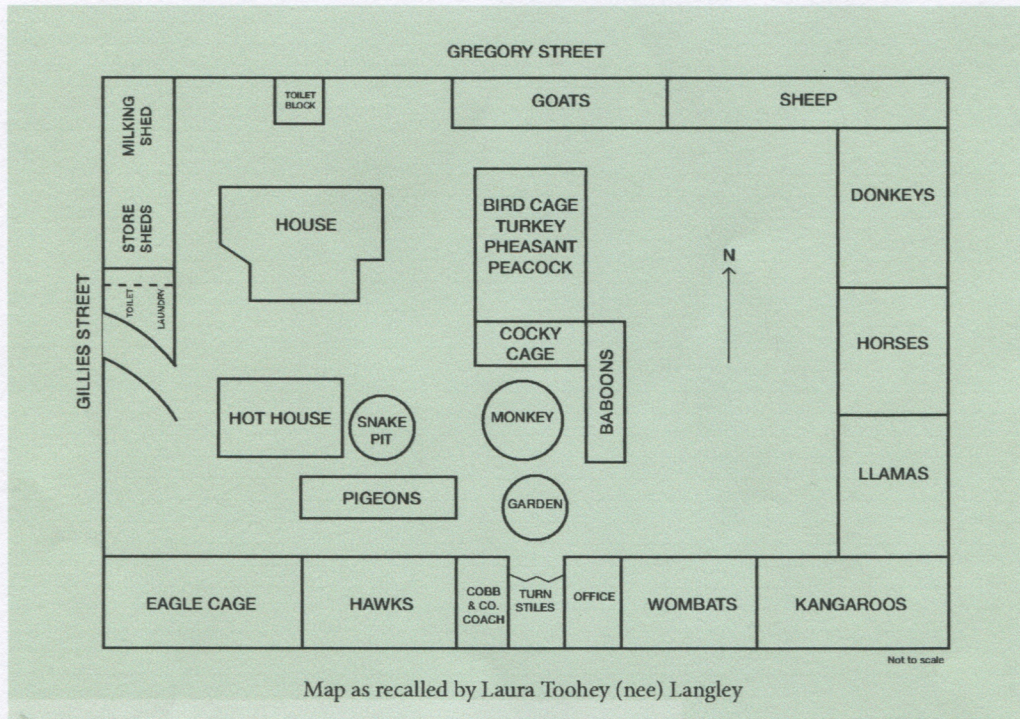 GREGORY STREET
MILKING
SHED
TOILET
BLOCK
GOATS
SHEEP
STORE
SHEDS
HOUSE
BIRD CAGE
TURKEY
PHEASANT
PEACOCK
DONKEYS
N
GILLIES STREET
TOILET
LAUNDRY
COCKY
CAGE
BABOONS
HORSES
HOT HOUSE
SNAKE
PIT
MONKEY
LLAMAS
PIGEONS
GARDEN
EAGLE CAGE
HAWKS
COBB
& CO.
COACH
TURN
STILES
OFFICE
WOMBATS
KANGAROOS
Not to scale
Map as recalled by Laura Toohey (nee) Langley